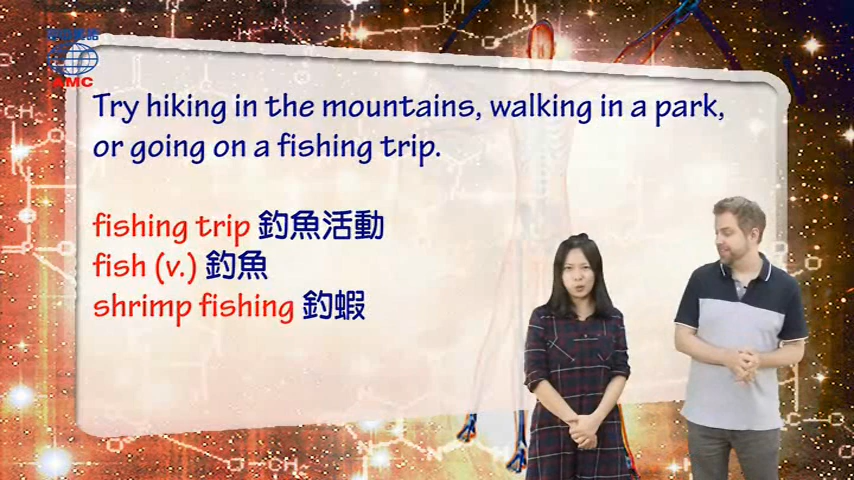 AMC
Try hiking in the mountains, walking in a park,
or going on a fishing trip.
fishing trip 釣魚活動
fish (v.) 釣魚
shrimp fishing 釣蝦